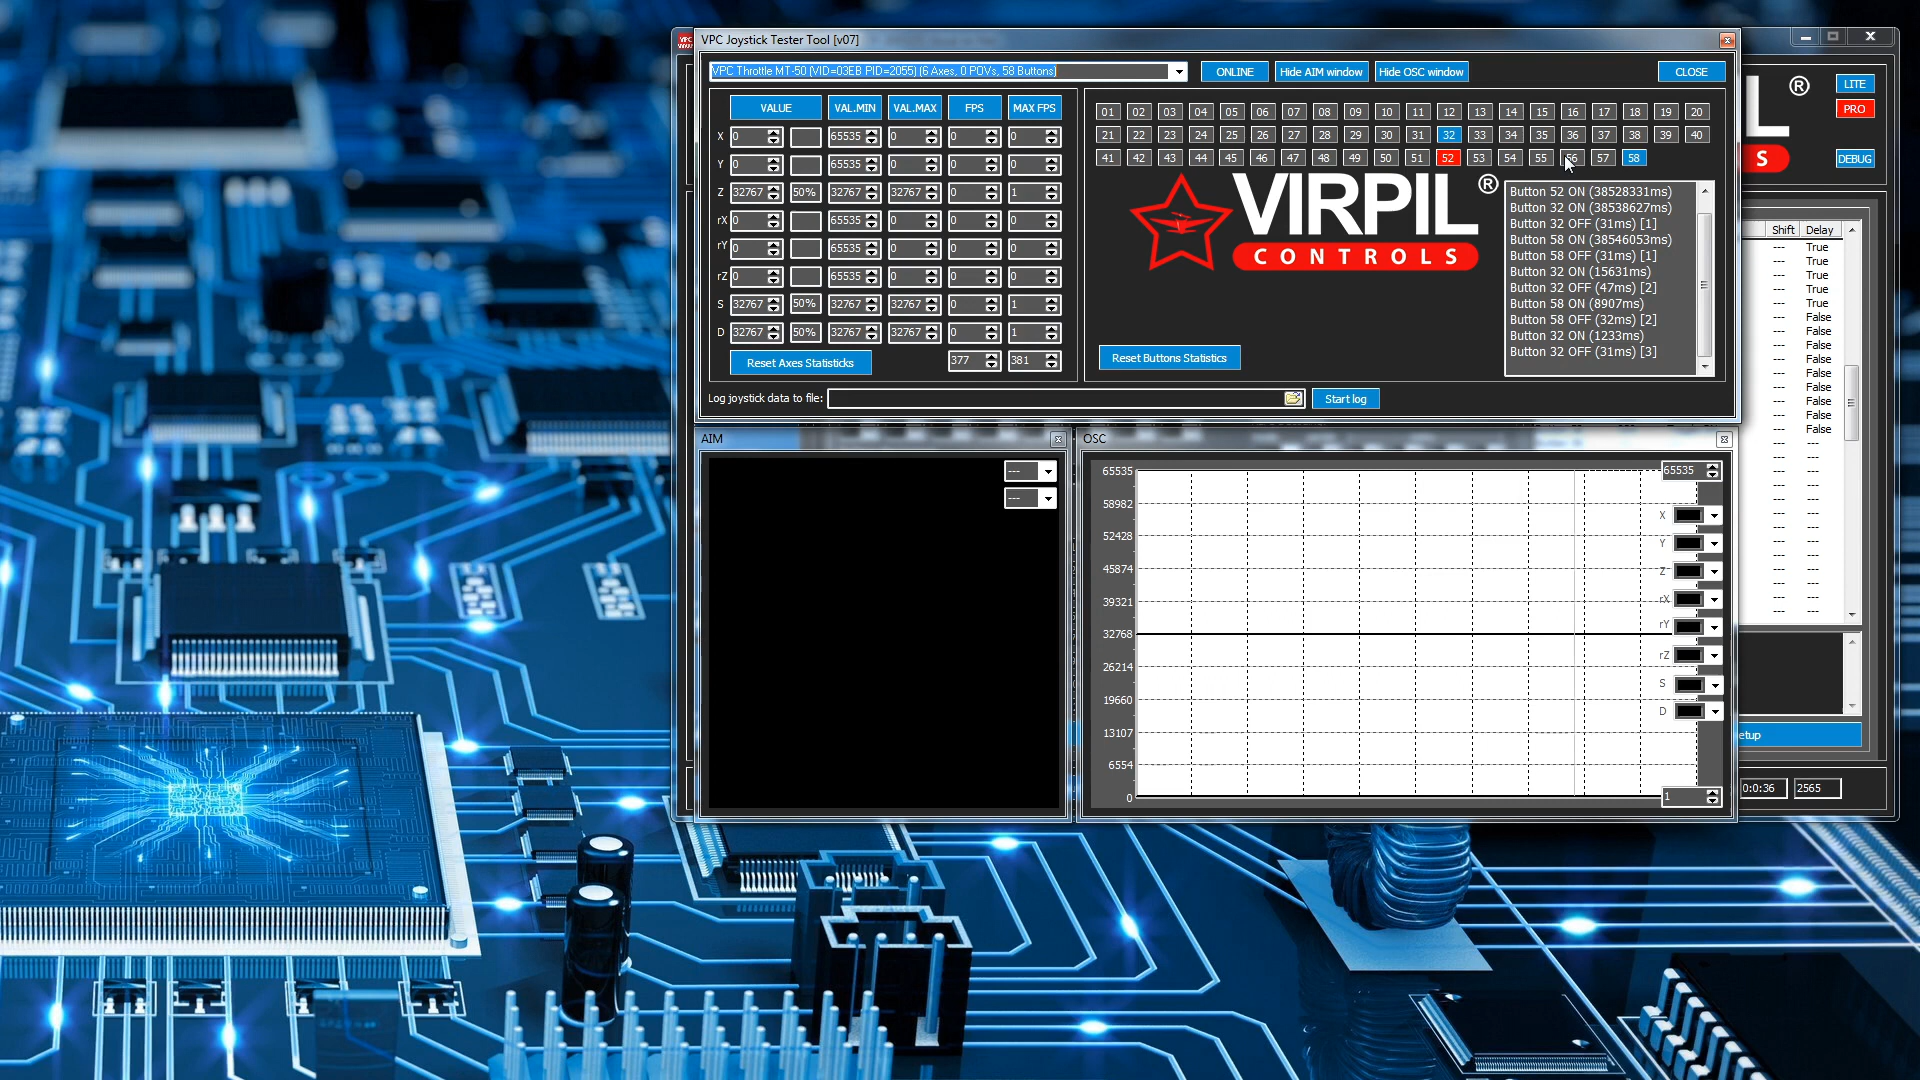 VPC Joystick Tester Tool [v07]
VPC Throttle MT-50 (VID=03EB PID=2055) (6 Axes, 0 POVs, 58 Buttons)
ONLINE Hide AIM window Hide OSC window CLOSE
VALUE VAL.MIN VAL.MAX FPS MAX FPS
X 0 65535 0 0 0
Y 0 65535 0 0 0
Z 32767 50% 32767 32767 0 1
rX 0 65535 0 0 0
rY 0 65535 0 0 0
rZ 0 65535 0 0 0
S 32767 50% 32767 32767 0 1
D 32767 50% 32767 32767 0 1
Reset Axes Statisticks 377 381
01 02 03 04 05 06 07 08 09 10 11 12 13 14 15 16 17 18 19 20
21 22 23 24 25 26 27 28 29 30 31 32 33 34 35 36 37 38 39 40
41 42 43 44 45 46 47 48 49 50 51 52 53 54 55 56 57 58
VIRPIL ®
CONTROLS
Button 52 ON (38528331ms)
Button 32 ON (38538627ms)
Button 32 OFF (31ms) [1]
Button 58 ON (38546053ms)
Button 58 OFF (31ms) [1]
Button 32 ON (15631ms)
Button 32 OFF (47ms) [2]
Button 58 ON (8907ms)
Button 58 OFF (32ms) [2]
Button 32 ON (1233ms)
Button 32 OFF (31ms) [3]
Reset Buttons Statistics
Log joystick data to file: Start log
AIM
---
---
OSC
65535 65535
58982
52428
45874
39321
32768
26214
19660
13107
6554
0 1
X
Y
Z
rX
rY
rZ
S
D
L ®
S
LITE
PRO
DEBUG
Shift Delay
--- True
--- True
--- True
--- True
--- True
--- False
--- False
--- False
--- False
--- False
--- False
--- False
--- False
--- False
--- ---
--- ---
--- ---
--- ---
--- ---
--- ---
--- ---
--- ---
--- ---
--- ---
--- ---
--- ---
--- ---
etup
0:0:36 2565